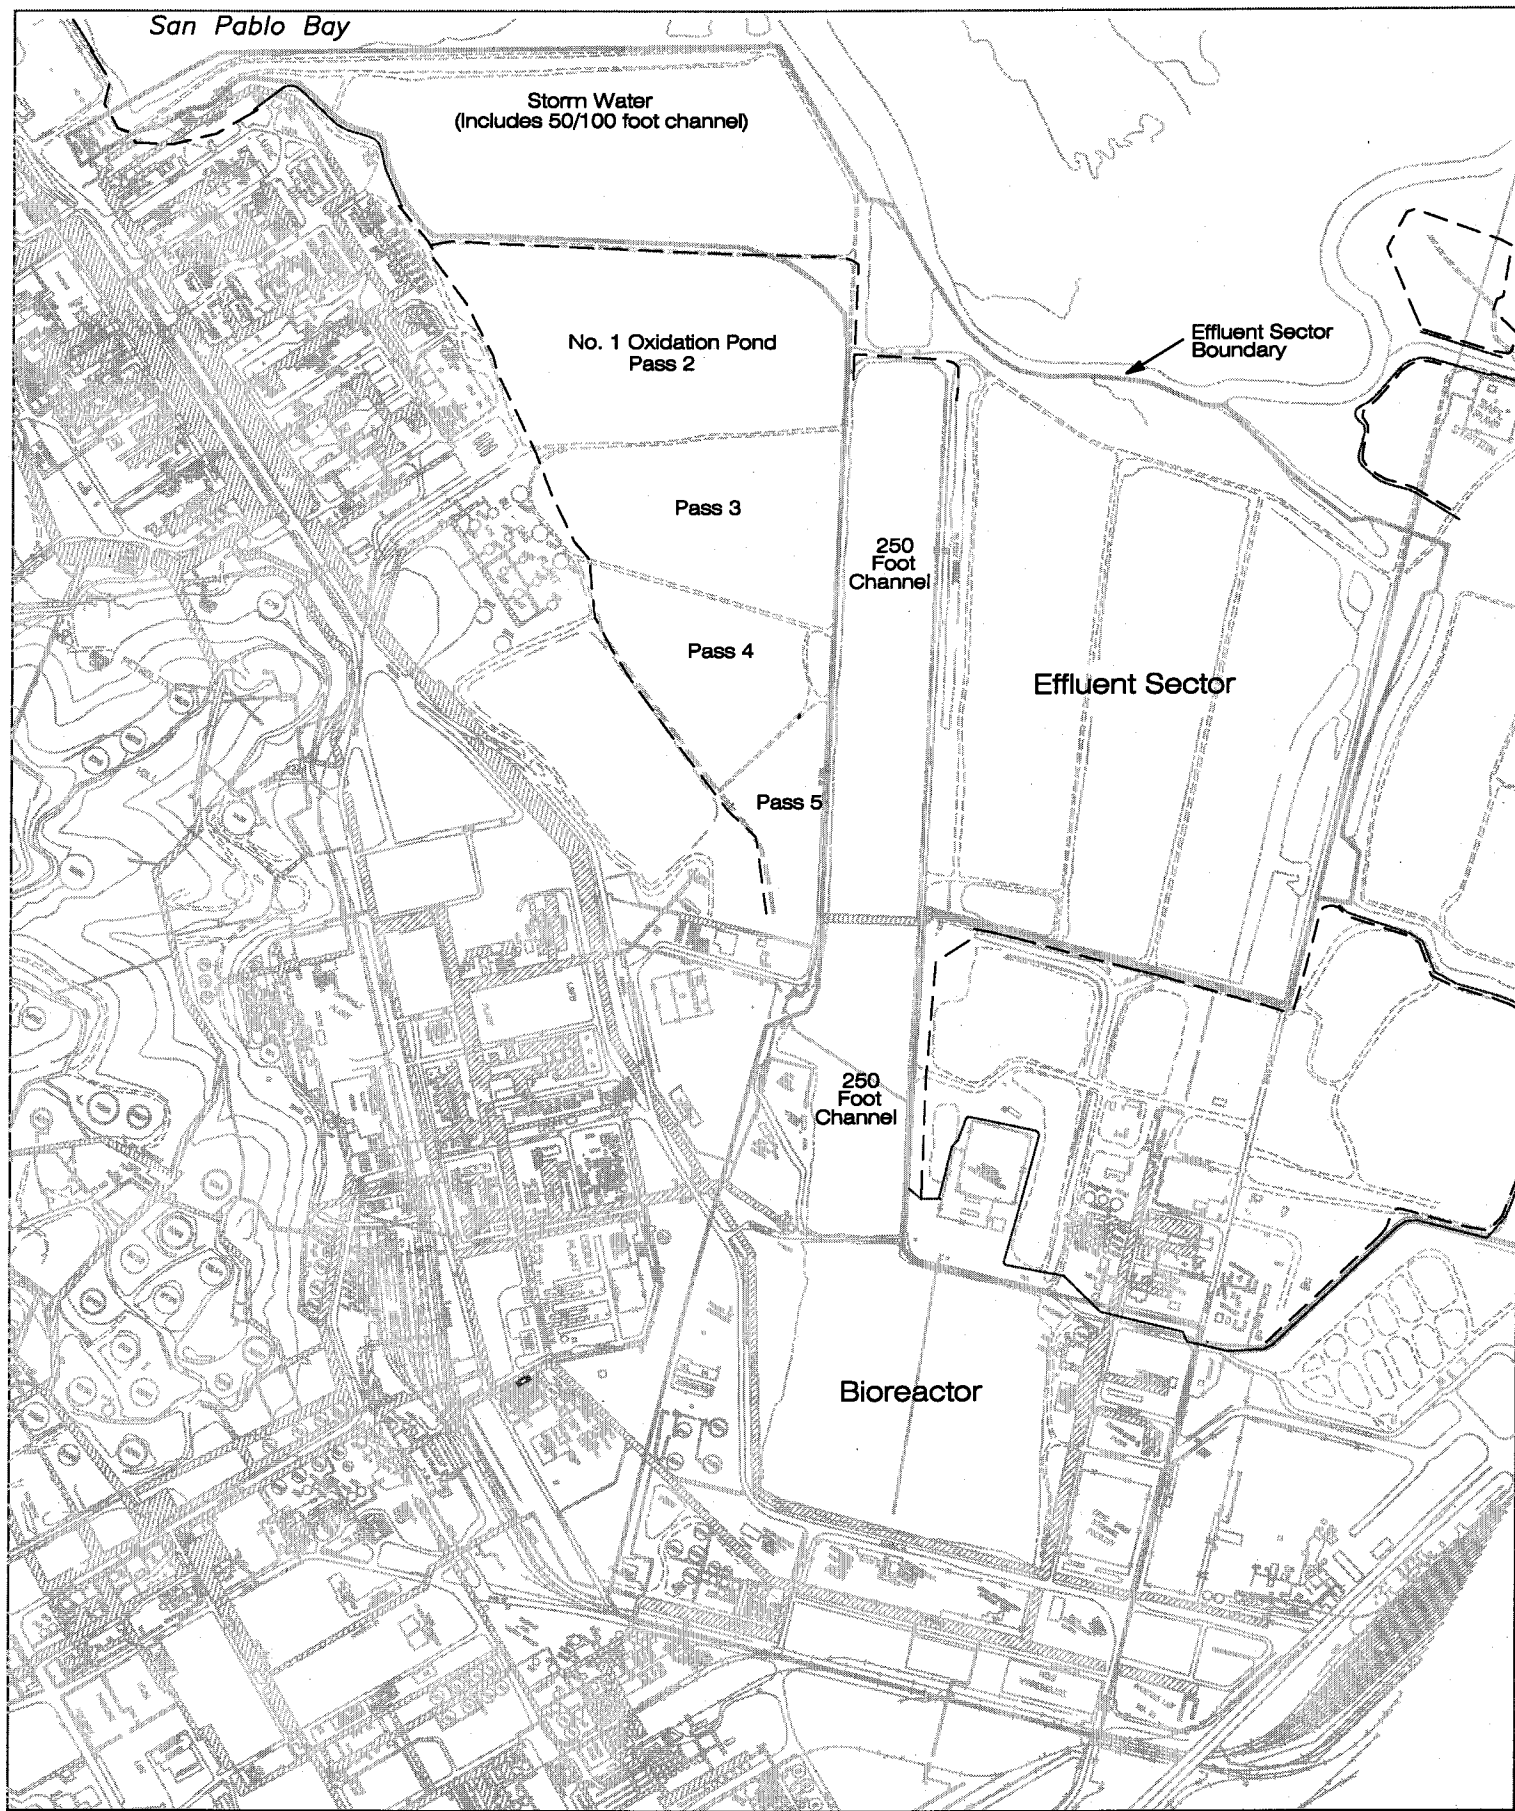 San Pablo Bay
Storm Water
(Includes 50/100 foot channel)
No. 1 Oxidation Pond
Pass 2
Effluent Sector
Boundary
Pass 3
250
Foot
Channel
Pass 4
Effluent Sector
Pass 5
250
Foot
Channel
Bioreactor